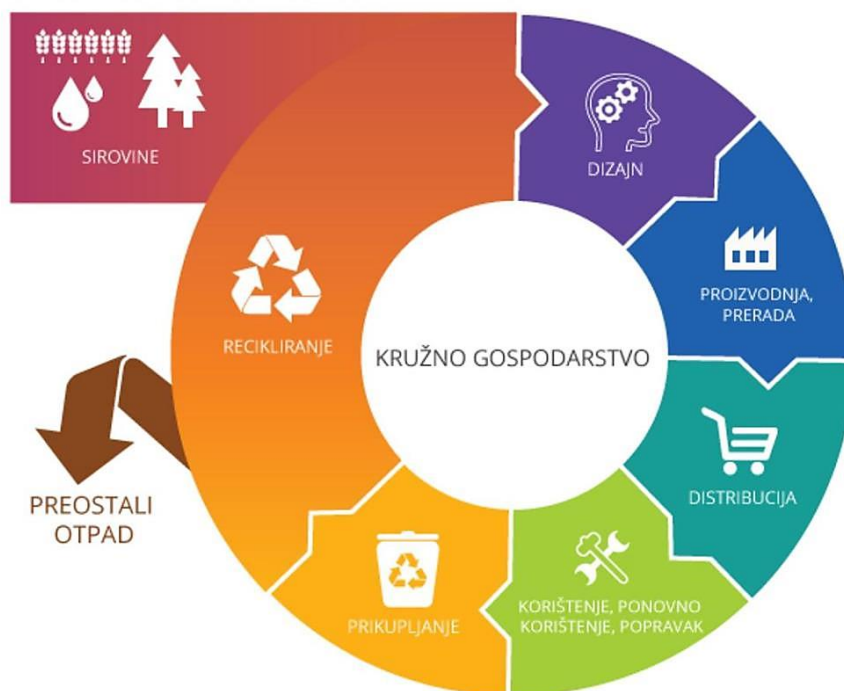 SIROVINE
DIZAJN
PROIZVODNJA,
PRERADA
DISTRIBUCIJA
KORIŠTENJE, PONOVNO
KORIŠTENJE, POPRAVAK
PRIKUPLJANJE
RECIKLIRANJE
KRUŽNO GOSPODARSTVO
PREOSTALI
OTPAD